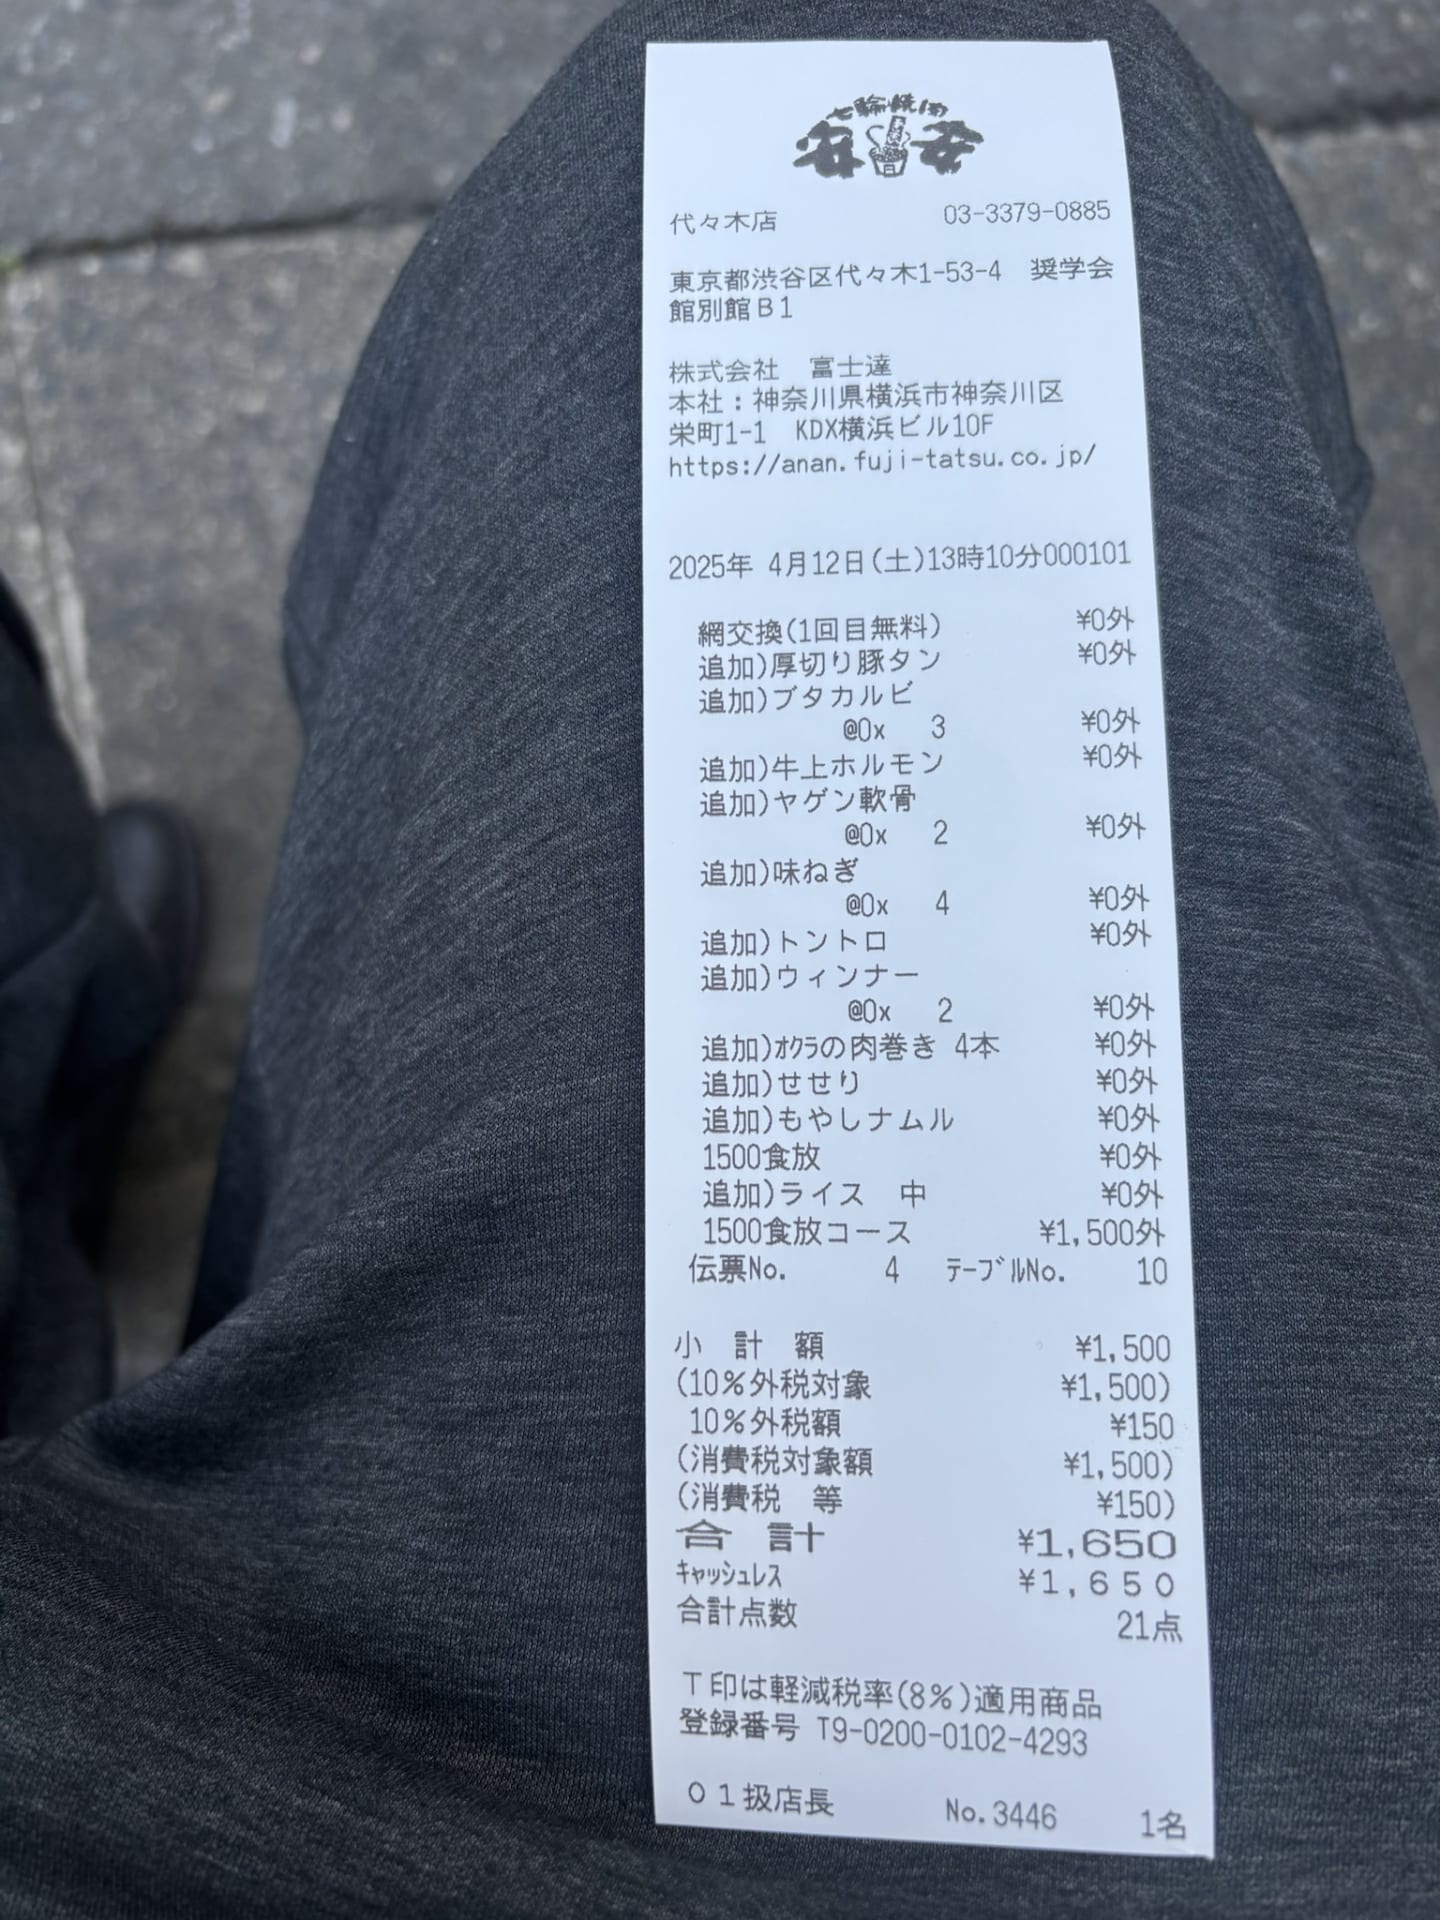 七輪焼肉
安安
代々木店 03-3379-0885
東京都渋谷区代々木1-53-4 奨学会
館別館B1
株式会社 富士達
本社：神奈川県横浜市神奈川区
栄町1-1 KDX横浜ビル10F
https://anan.fuji-tatsu.co.jp/
2025年 4月12日(土)13時10分000101
網交換(1回目無料) ¥0外
追加)厚切り豚タン ¥0外
追加)ブタカルビ
@0x 3 ¥0外
追加)牛上ホルモン ¥0外
追加)ヤゲン軟骨
@0x 2 ¥0外
追加)味ねぎ
@0x 4 ¥0外
追加)トントロ ¥0外
追加)ウィンナー
@0x 2 ¥0外
追加)ｵｸﾗの肉巻き 4本 ¥0外
追加)せせり ¥0外
追加)もやしナムル ¥0外
1500食放 ¥0外
追加)ライス 中 ¥0外
1500食放コース ¥1,500外
伝票No. 4 ﾃｰﾌﾞﾙNo. 10
小 計 額 ¥1,500
(10%外税対象 ¥1,500)
10%外税額 ¥150
(消費税対象額 ¥1,500)
(消費税 等 ¥150)
合 計 ¥1,650
ｷｬｯｼｭﾚｽ ¥1,650
合計点数 21点
T印は軽減税率(8%)適用商品
登録番号 T9-0200-0102-4293
01扱店長 No.3446 1名